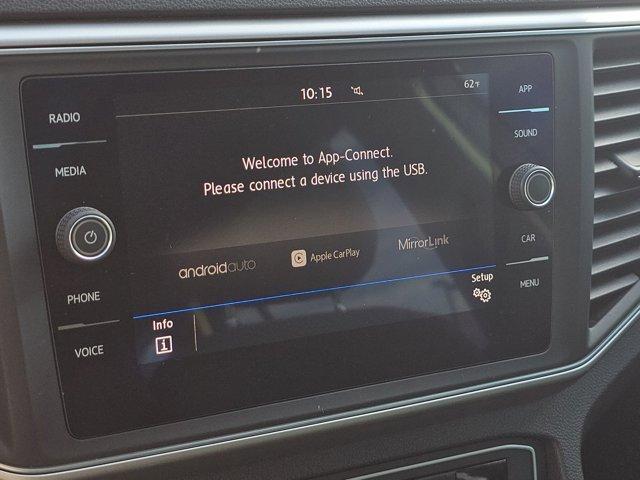 10:15
62°F
RADIO
MEDIA
PHONE
VOICE
Welcome to App-Connect.
Please connect a device using the USB.
androidauto
Apple CarPlay
MirrorLink
Setup
Info
i
APP
SOUND
CAR
MENU